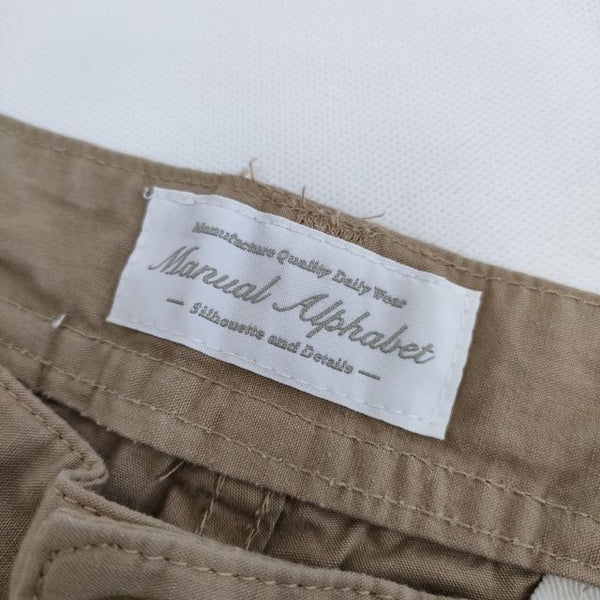 Manufacture Quality Daily Wear
Manual Alphabet
— Silhouette and Details —